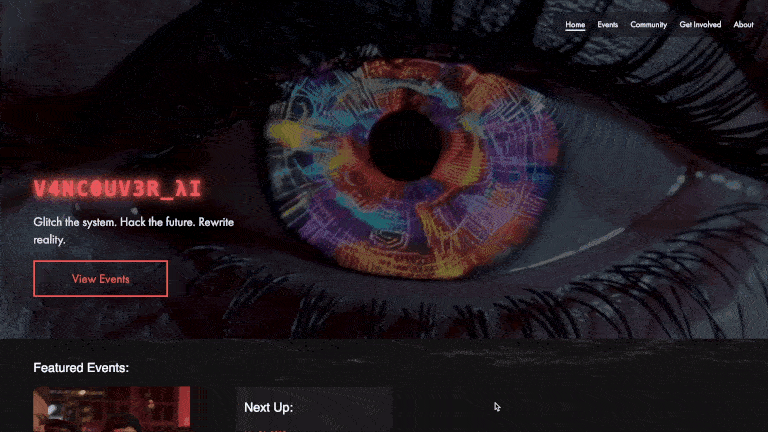 Home Events Community Get Involved About
V4NC0UV3R_λI
Glitch the system. Hack the future. Rewrite
reality.
View Events
Featured Events:
Next Up: